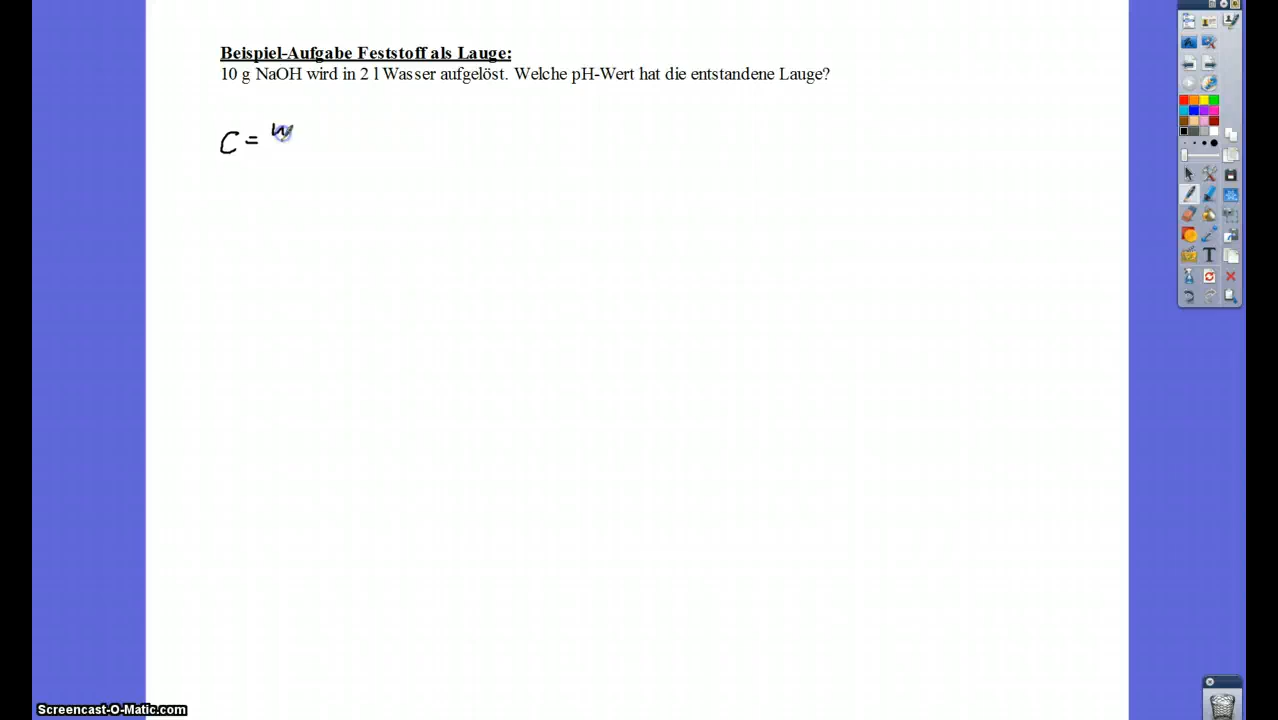 Beispiel-Aufgabe Feststoff als Lauge:
10 g NaOH wird in 2 l Wasser aufgelöst. Welche pH-Wert hat die entstandene Lauge?
C =
T
Screencast-O-Matic.com